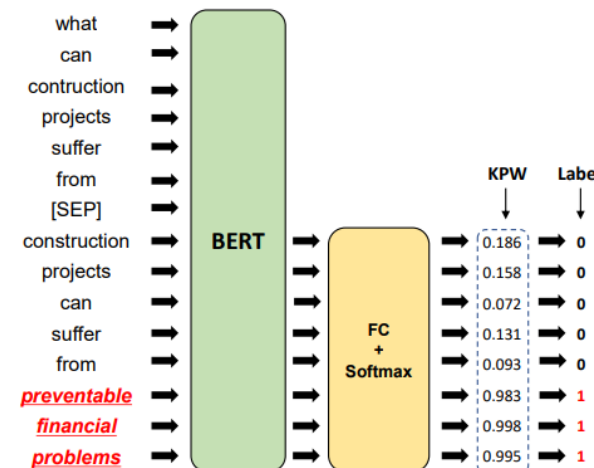 what
can
contruction
projects
suffer
from
[SEP]
construction
projects
can
suffer
from
preventable
financial
problems
BERT
FC
+
Softmax
KPW
0.186
0.158
0.072
0.131
0.093
0.983
0.998
0.995
Labe
0
0
0
0
0
1
1
1